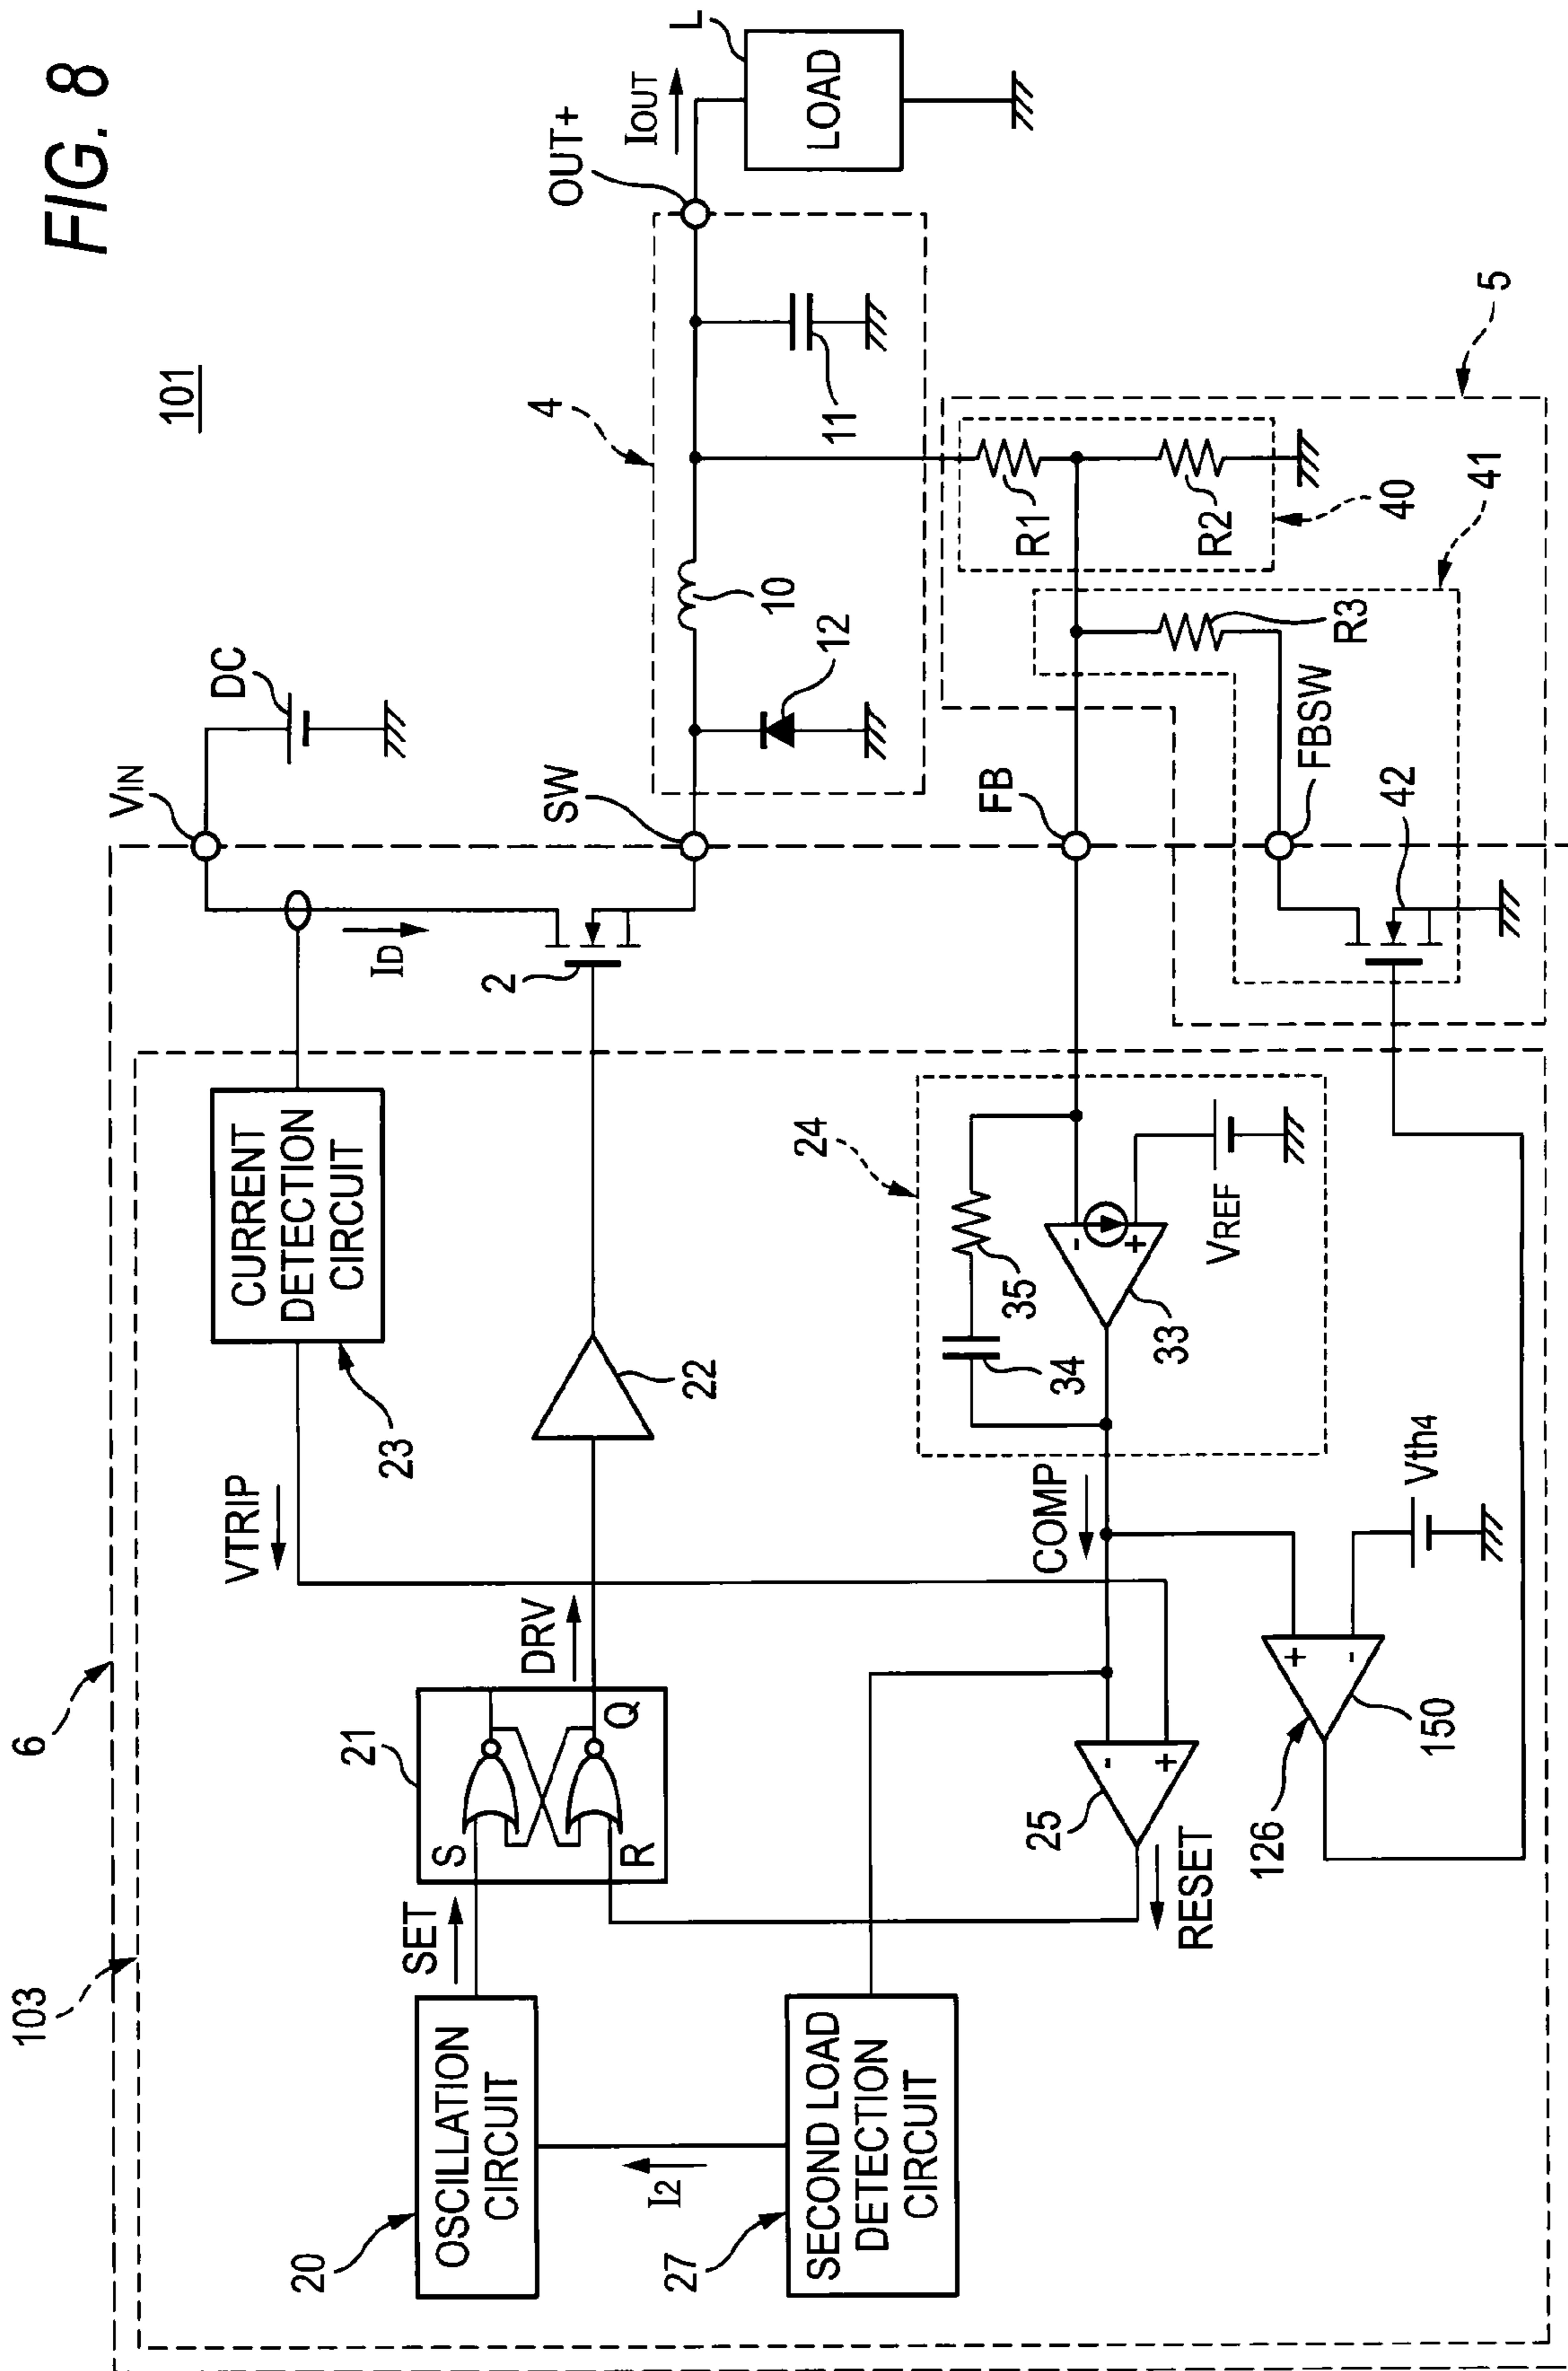 FIG. 8
101
6
103
VIN
DC
CURRENT
DETECTION
CIRCUIT
23
VTRIP
ID
2
SW
4
10
11
12
OUT+
IOUT
L
LOAD
20
OSCILLATION
CIRCUIT
SET
21
S
R
Q
DRV
22
I2
27
SECOND LOAD
DETECTION
CIRCUIT
RESET
25
-
+
COMP
24
34
35
33
-
+
VREF
FB
R1
R2
40
5
41
R3
FBSW
42
126
150
+
-
Vth4